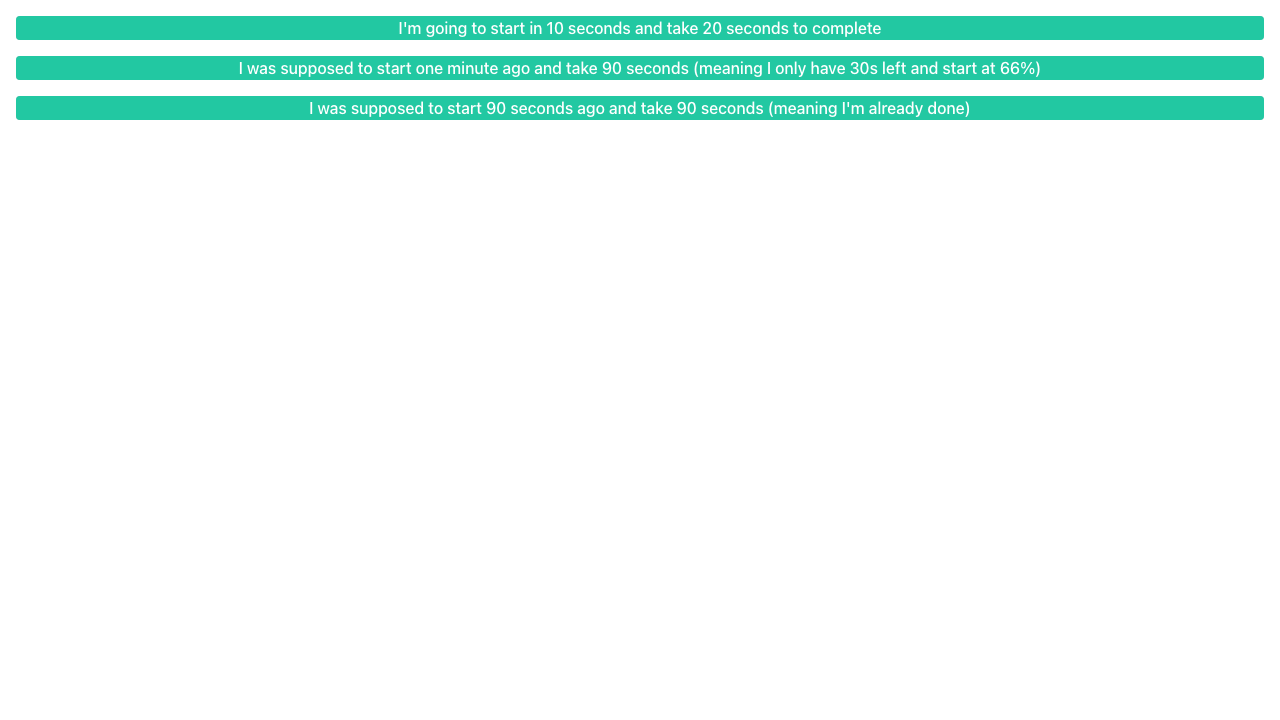 I'm going to start in 10 seconds and take 20 seconds to complete
I was supposed to start one minute ago and take 90 seconds (meaning I only have 30s left and start at 66%)
I was supposed to start 90 seconds ago and take 90 seconds (meaning I'm already done)